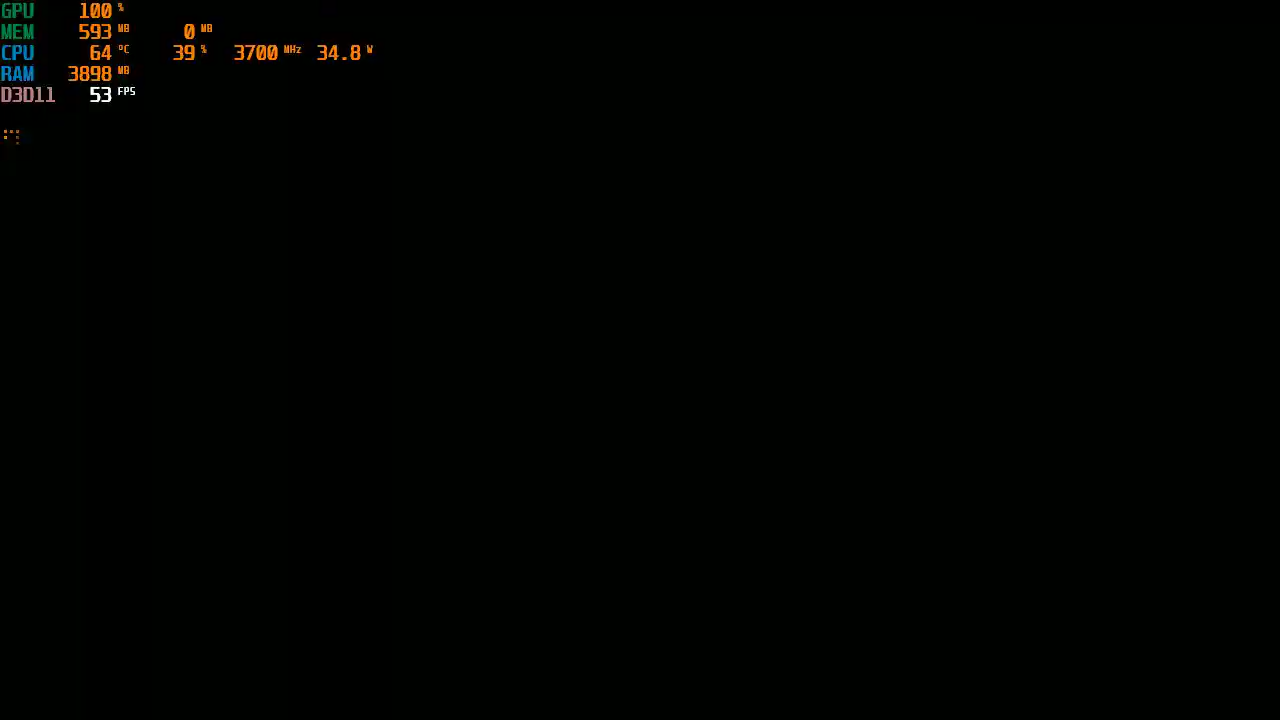 GPU 100 %
MEM 593 MB 0 MB
CPU 64 °C 39 % 3700 MHz 34.8 W
RAM 3898 MB
D3D11 53 FPS